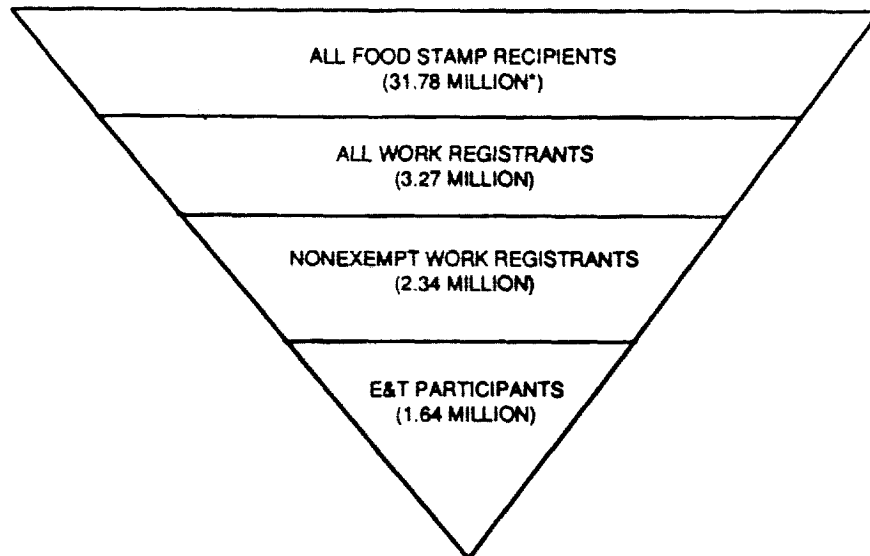 ALL FOOD STAMP RECIPIENTS
(31.78 MILLION*)
ALL WORK REGISTRANTS
(3.27 MILLION)
NONEXEMPT WORK REGISTRANTS
(2.34 MILLION)
E&T PARTICIPANTS
(1.64 MILLION)